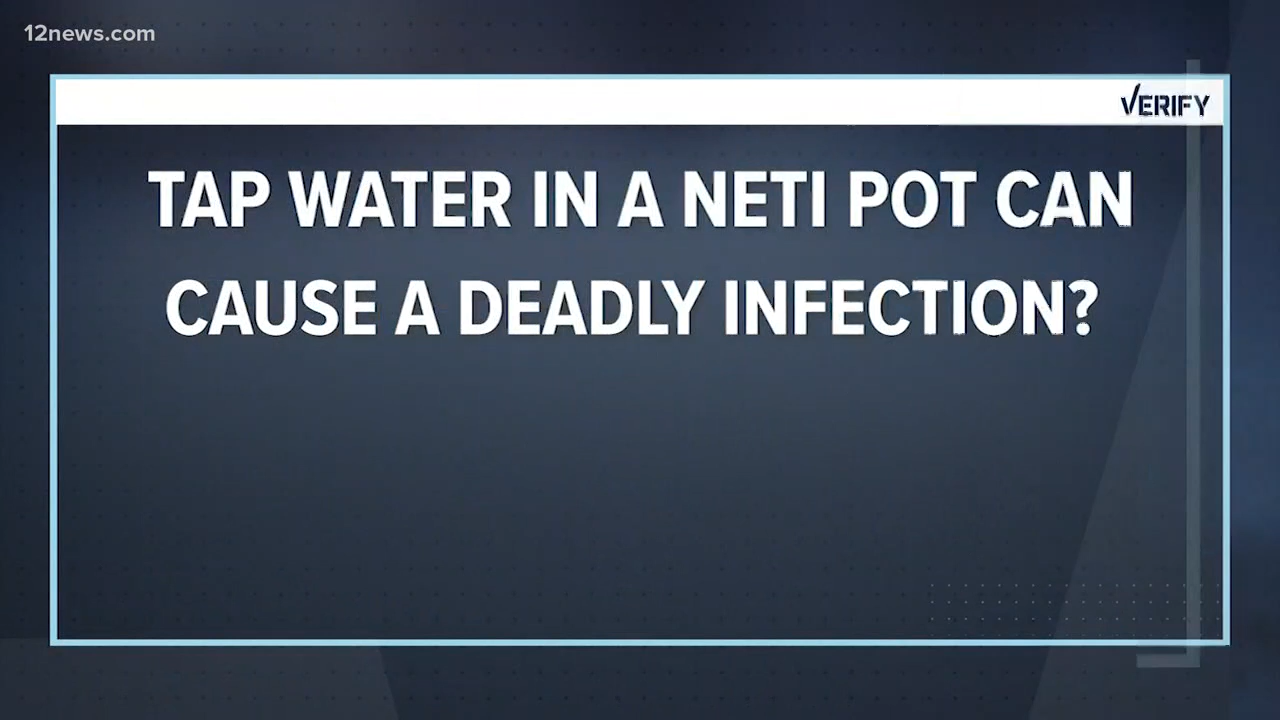 12news.com
VERIFY
TAP WATER IN A NETI POT CAN
CAUSE A DEADLY INFECTION?